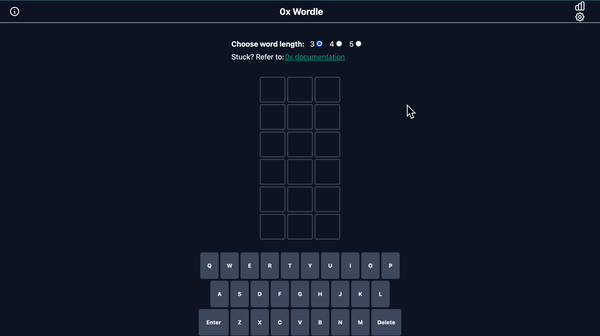 0x Wordle
Choose word length: 3 4 5
Stuck? Refer to: 0x documentation
Q W E R T Y U I O P
A S D F G H J K L
Enter Z X C V B N M Delete